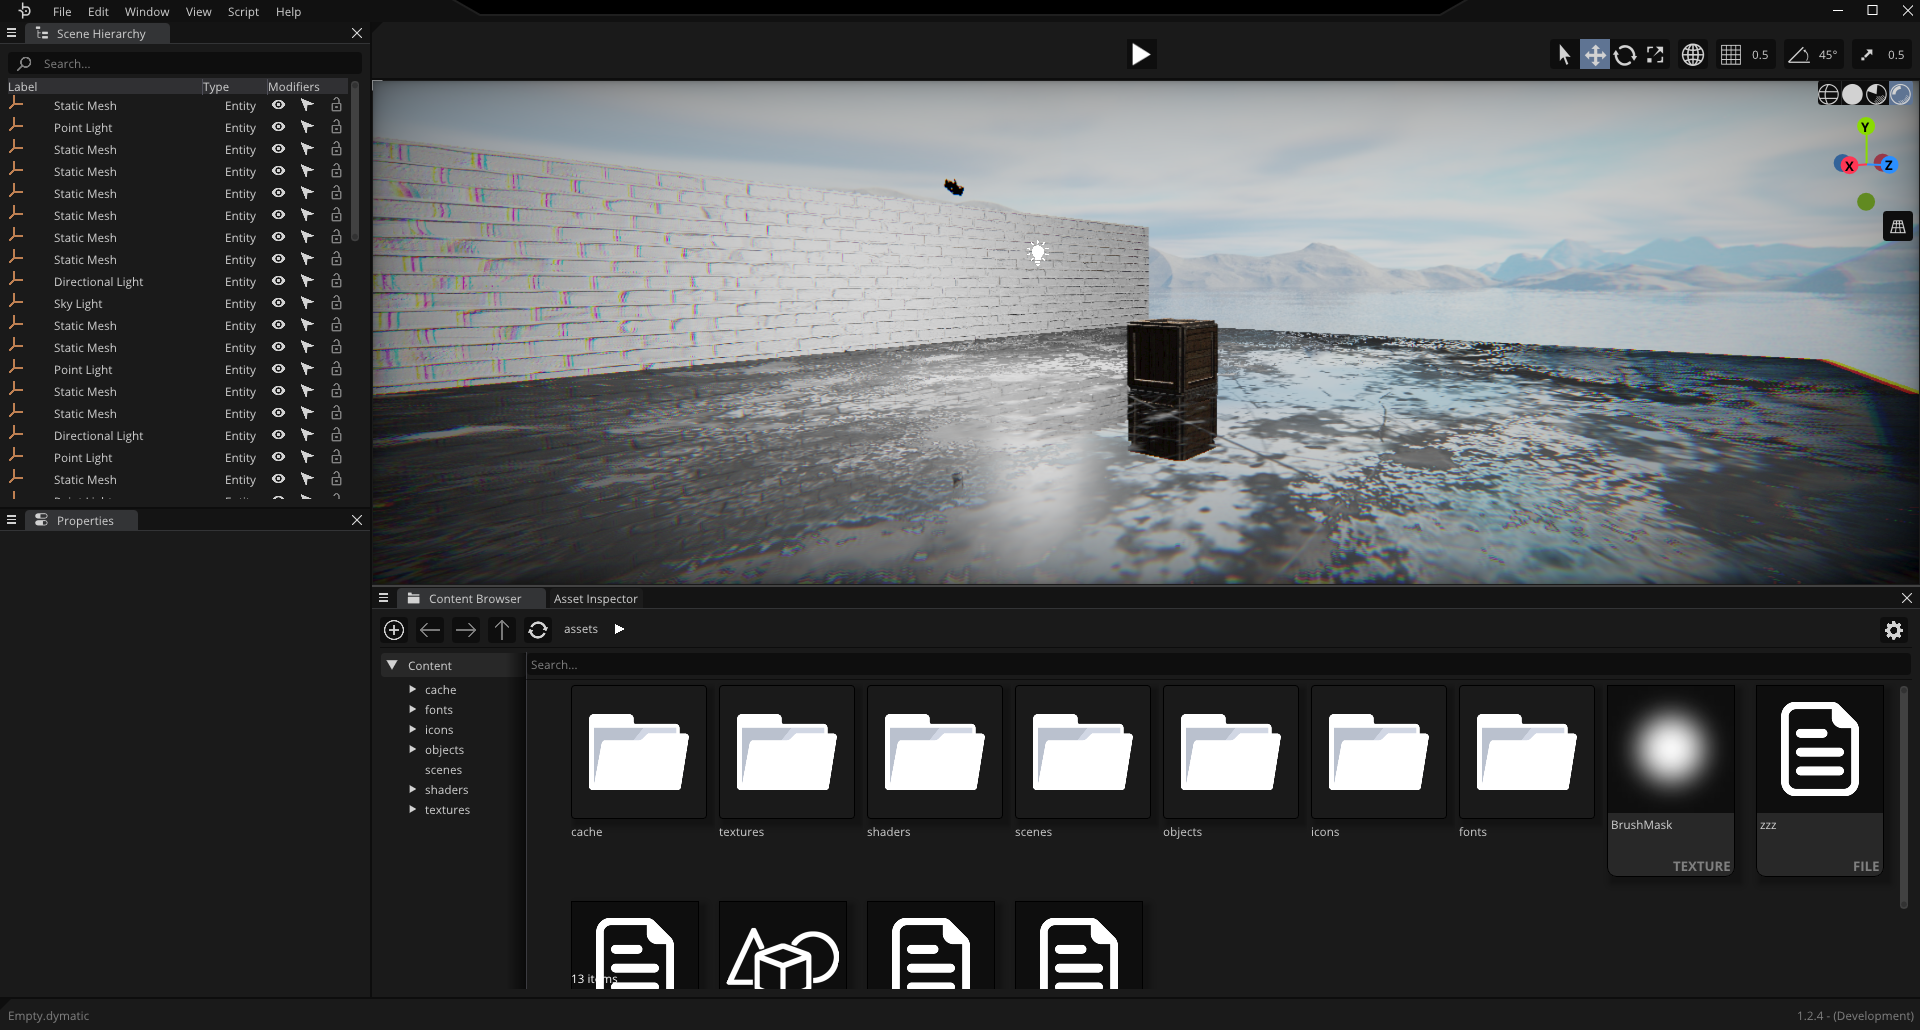 File Edit Window View Script Help
Scene Hierarchy
Search...
Label Type Modifiers
Static Mesh Entity
Point Light Entity
Static Mesh Entity
Static Mesh Entity
Static Mesh Entity
Static Mesh Entity
Static Mesh Entity
Static Mesh Entity
Directional Light Entity
Sky Light Entity
Static Mesh Entity
Static Mesh Entity
Point Light Entity
Static Mesh Entity
Static Mesh Entity
Directional Light Entity
Point Light Entity
Static Mesh Entity
Properties
0.5 45° 0.5
Y
X Z
Content Browser Asset Inspector
assets
Content
cache
fonts
icons
objects
scenes
shaders
textures
Search...
cache textures shaders scenes objects icons fonts
BrushMask zzz
TEXTURE FILE
13 items
Empty.dymatic
1.2.4 - (Development)